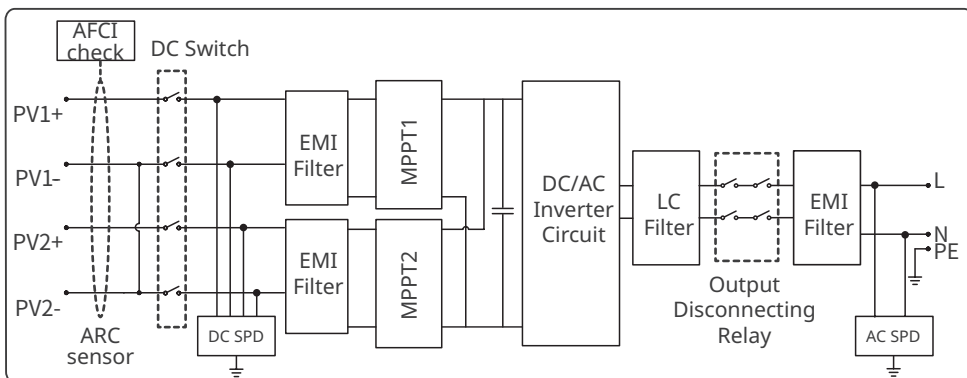 AFCI
check
DC Switch
PV1+
PV1-
PV2+
PV2-
ARC
sensor
DC SPD
EMI
Filter
EMI
Filter
MPPT1
MPPT2
DC/AC
Inverter
Circuit
LC
Filter
Output
Disconnecting
Relay
EMI
Filter
L
N
PE
AC SPD